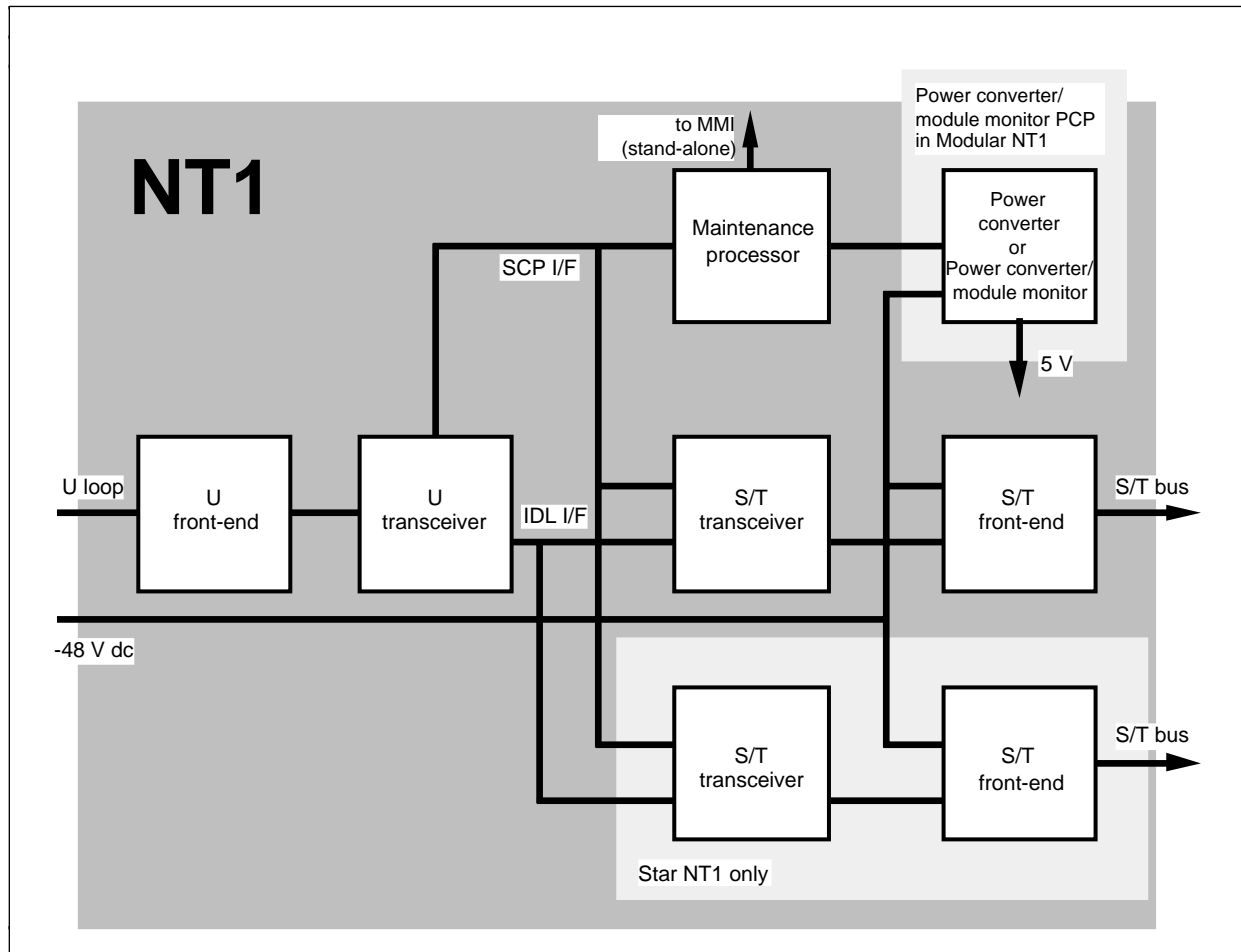 Power converter/
module monitor PCP
in Modular NT1
to MMI
(stand-alone)
NT1
Power
converter
or
Power converter/
module monitor
Maintenance
processor
SCP I/F
5 V
U loop
U
front-end
U
transceiver
IDL I/F
S/T
transceiver
S/T
front-end
S/T bus
-48 V dc
S/T
transceiver
S/T
front-end
S/T bus
Star NT1 only